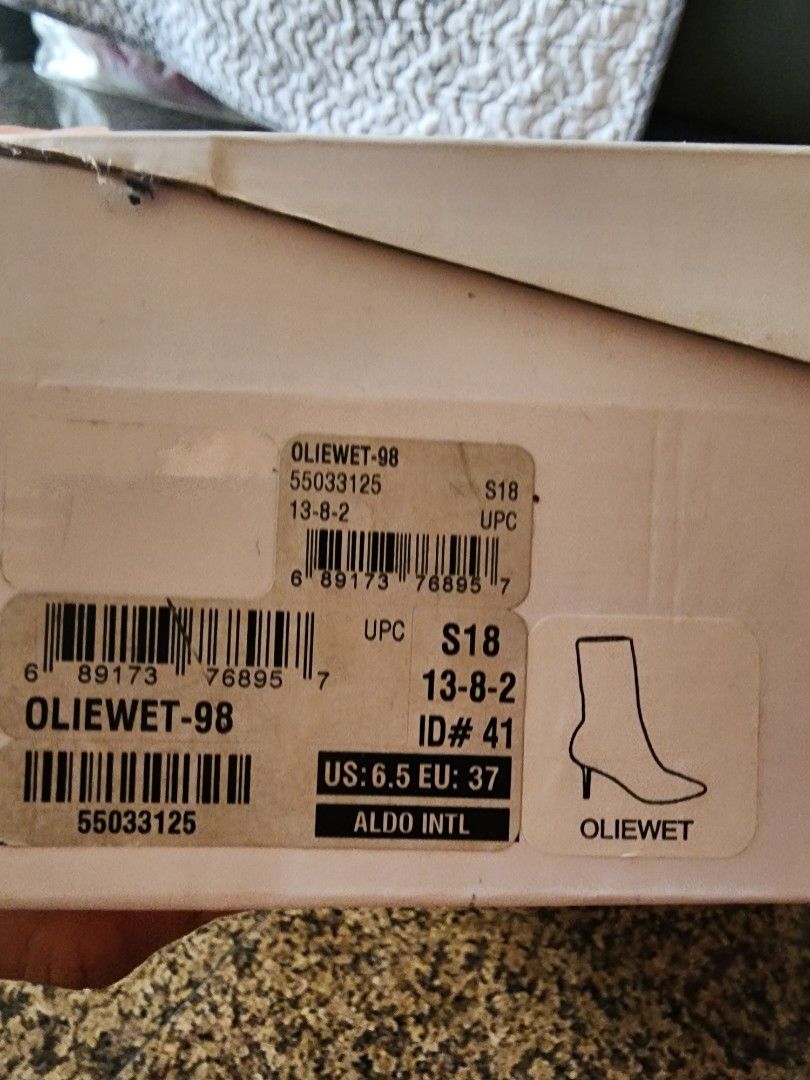 OLIEWET-98
55033125 S18
13-8-2 UPC
6 89173 76895 7
6 89173 76895 7
UPC
OLIEWET-98
55033125
S18
13-8-2
ID# 41
US: 6.5 EU: 37
ALDO INTL
OLIEWET